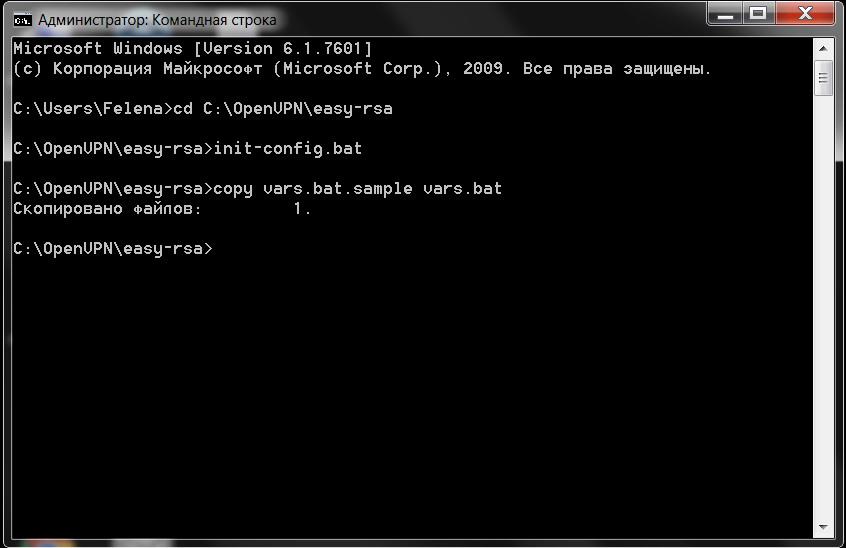 Администратор: Командная строка
Microsoft Windows [Version 6.1.7601]
(c) Корпорация Майкрософт (Microsoft Corp.), 2009. Все права защищены.
C:\Users\Felena>cd C:\OpenVPN\easy-rsa
C:\OpenVPN\easy-rsa>init-config.bat
C:\OpenVPN\easy-rsa>copy vars.bat.sample vars.bat
Скопировано файлов:         1.
C:\OpenVPN\easy-rsa>